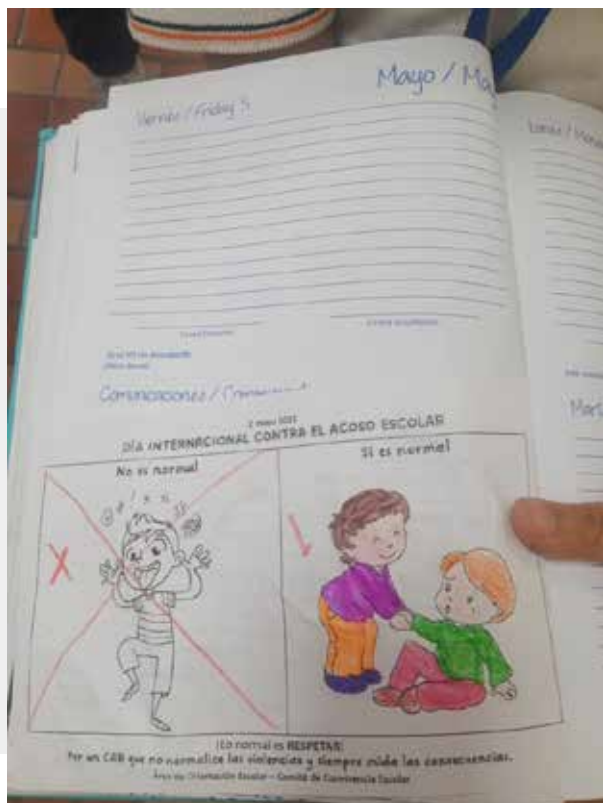 Mayo / May
Viernes / Friday 5
Comunicaciones /
2 mayo 2023
DÍA INTERNACIONAL CONTRA EL ACOSO ESCOLAR
No es normal
Si es normal
¡Lo normal es RESPETAR!
Por un CAB que no normalice las violencias y siempre mida las consecuencias.
Área de Orientación Escolar - Comité de Convivencia Escolar